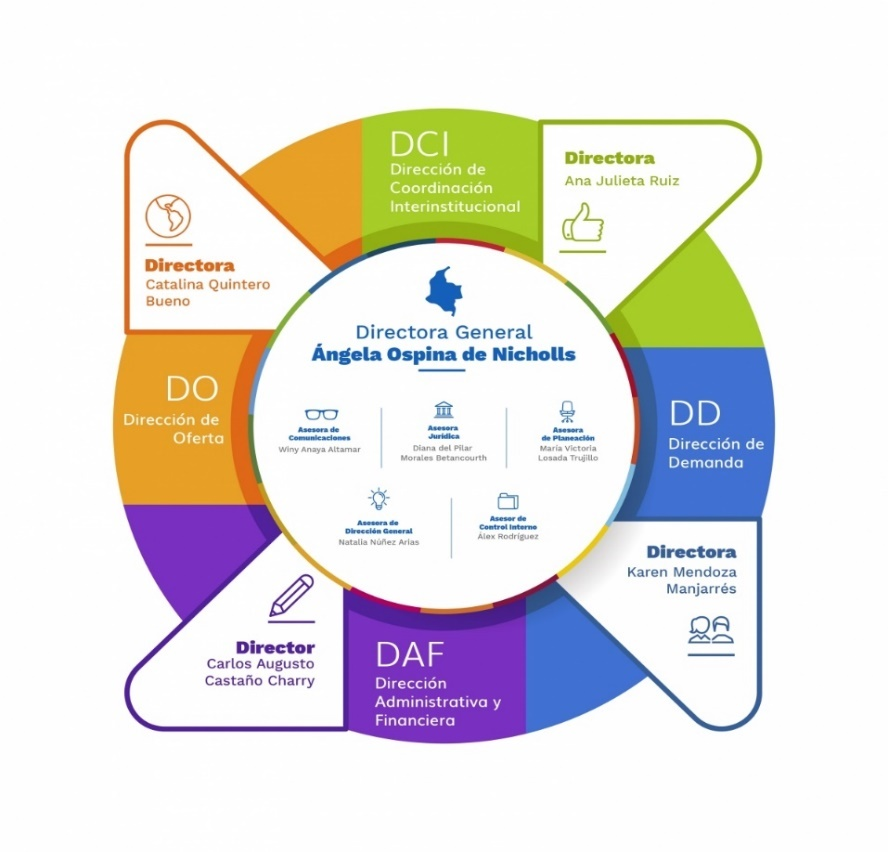 DCI
Dirección de
Coordinación
Interinstitucional
Directora
Ana Julieta Ruiz
Directora
Catalina Quintero
Bueno
Directora General
Ángela Ospina de Nicholls
DO
Dirección de
Oferta
DD
Dirección de
Demanda
Asesora de
Comunicaciones
Winy Anaya Altamar
Asesora
Jurídica
Diana del Pilar
Morales Betancourth
Asesora
de Planeación
María Victoria
Losada Trujillo
Asesora de
Dirección General
Natalia Núñez Arias
Asesor de
Control Interno
Álex Rodríguez
Directora
Karen Mendoza
Manjarrés
Director
Carlos Augusto
Castaño Charry
DAF
Dirección
Administrativa y
Financiera